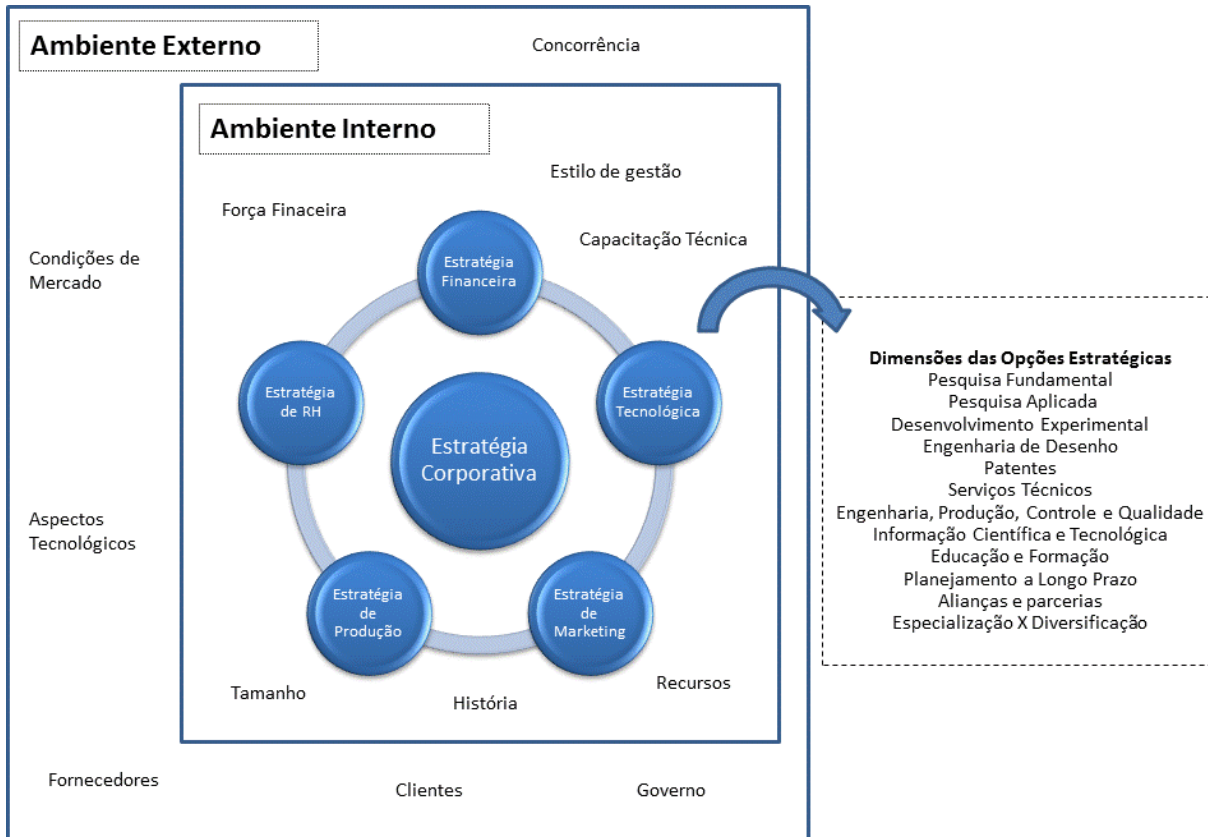 Ambiente Externo
Concorrência
Ambiente Interno
Estilo de gestão
Força Finaceira
Capacitação Técnica
Condições de
Mercado
Estratégia
Financeira
Estratégia
de RH
Estratégia
Tecnológica
Estratégia
Corporativa
Aspectos
Tecnológicos
Estratégia
de
Produção
Estratégia
de
Marketing
Tamanho
História
Recursos
Fornecedores
Clientes
Governo
Dimensões das Opções Estratégicas
Pesquisa Fundamental
Pesquisa Aplicada
Desenvolvimento Experimental
Engenharia de Desenho
Patentes
Serviços Técnicos
Engenharia, Produção, Controle e Qualidade
Informação Científica e Tecnológica
Educação e Formação
Planejamento a Longo Prazo
Alianças e parcerias
Especialização X Diversificação